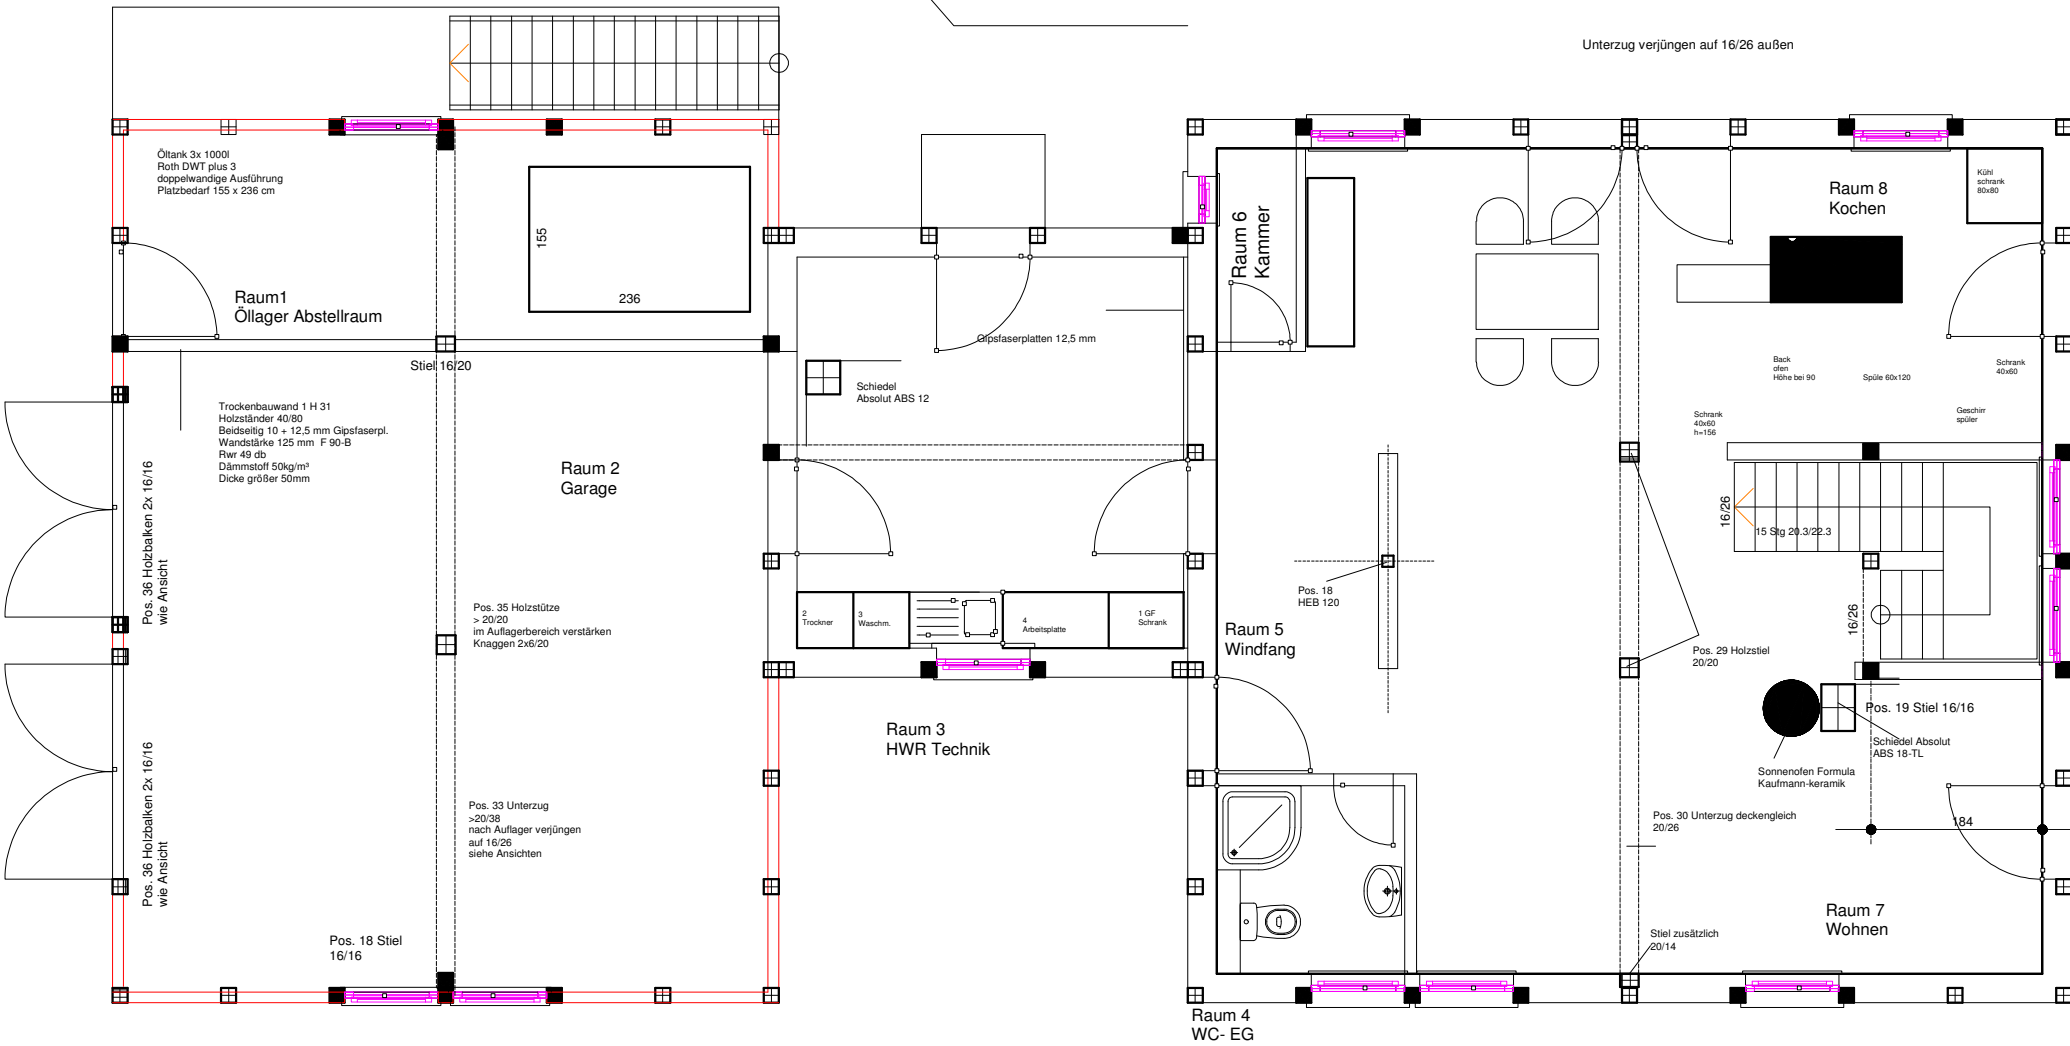 Unterzug verjüngen auf 16/26 außen
Öltank 3x 1000l
Roth DWT plus 3
doppelwandige Ausführung
Platzbedarf 155 x 236 cm
155
236
Raum1
Öllager Abstellraum
Stiel 16/20
Trockenbauwand 1 H 31
Holzständer 40/80
Beidseitig 10 + 12,5 mm Gipsfaserpl.
Wandstärke 125 mm  F 90-B
Rwr 49 db
Dämmstoff 50kg/m³
Dicke größer 50mm
Pos. 36 Holzbalken 2x 16/16
wie Ansicht
Pos. 36 Holzbalken 2x 16/16
wie Ansicht
Raum 2
Garage
Pos. 35 Holzstütze
> 20/20
im Auflagerbereich verstärken
Knaggen 2x6/20
Pos. 33 Unterzug
>20/38
nach Auflager verjüngen
auf 16/26
siehe Ansichten
Pos. 18 Stiel
16/16
Gipsfaserplatten 12,5 mm
Schiedel
Absolut ABS 12
2
Trockner
3
Waschm.
4
Arbeitsplatte
1 GF
Schrank
Raum 3
HWR Technik
Raum 6
Kammer
Raum 5
Windfang
Pos. 18
HEB 120
Raum 4
WC- EG
Raum 8
Kochen
Kühl
schrank
80x80
Back
ofen
Höhe bei 90
Spüle 60x120
Schrank
40x60
Schrank
40x60
h=156
Geschirr
spüler
16/26
15 Stg 20.3/22.3
16/26
Pos. 29 Holzstiel
20/20
Pos. 19 Stiel 16/16
Schiedel Absolut
ABS 18-TL
Sonnenofen Formula
Kaufmann-keramik
Pos. 30 Unterzug deckengleich
20/26
184
Raum 7
Wohnen
Stiel zusätzlich
20/14